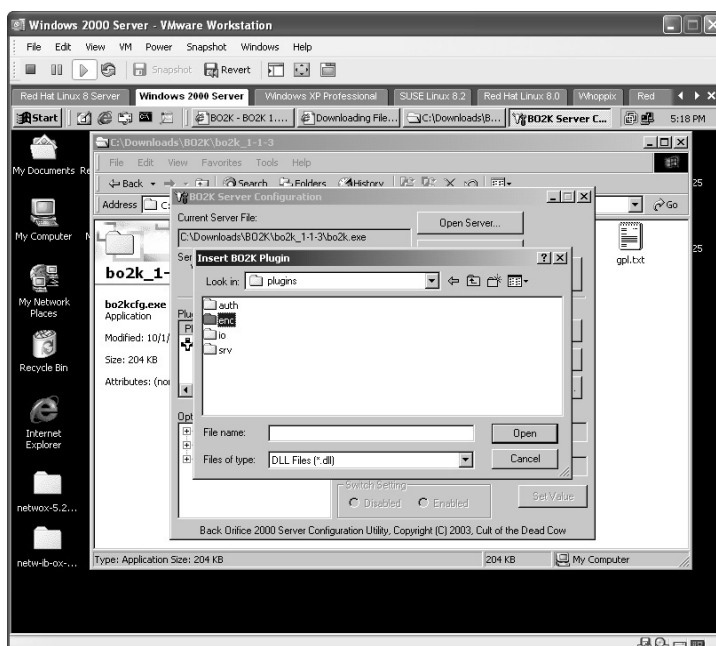 Windows 2000 Server - VMware Workstation
File Edit View VM Power Snapshot Windows Help
Snapshot Revert
Red Hat Linux 8 Server Windows 2000 Server Windows XP Professional SUSE Linux 8.2 Red Hat Linux 8.0 Whoppix Red
Start BO2K - BO2K 1.... Downloading File... C:\Downloads\B... BO2K Server C... 5:18 PM
C:\Downloads\BO2K\bo2k_1-1-3
File Edit View Favorites Tools Help
Back Search Folders History
Address C:
Go
25
25
My Documents
My Computer
My Network
Places
Recycle Bin
Internet
Explorer
netwox-5.2...
netw-ib-ox-...
bo2k_1-
bo2kcfg.exe
Application
Modified: 10/1/
Size: 204 KB
Attributes: (no
gpl.txt
BO2K Server Configuration
Current Server File:
C:\Downloads\BO2K\bo2k_1-1-3\bo2k.exe
Open Server...
Ser
Plu
Pl
Opt
Insert BO2K Plugin
Look in: plugins
auth
enc
io
srv
File name:
Open
Files of type: DLL Files (*.dll)
Cancel
Switch Setting
Disabled Enabled
Set Value
Back Orifice 2000 Server Configuration Utility, Copyright (C) 2003, Cult of the Dead Cow
Type: Application Size: 204 KB 204 KB My Computer